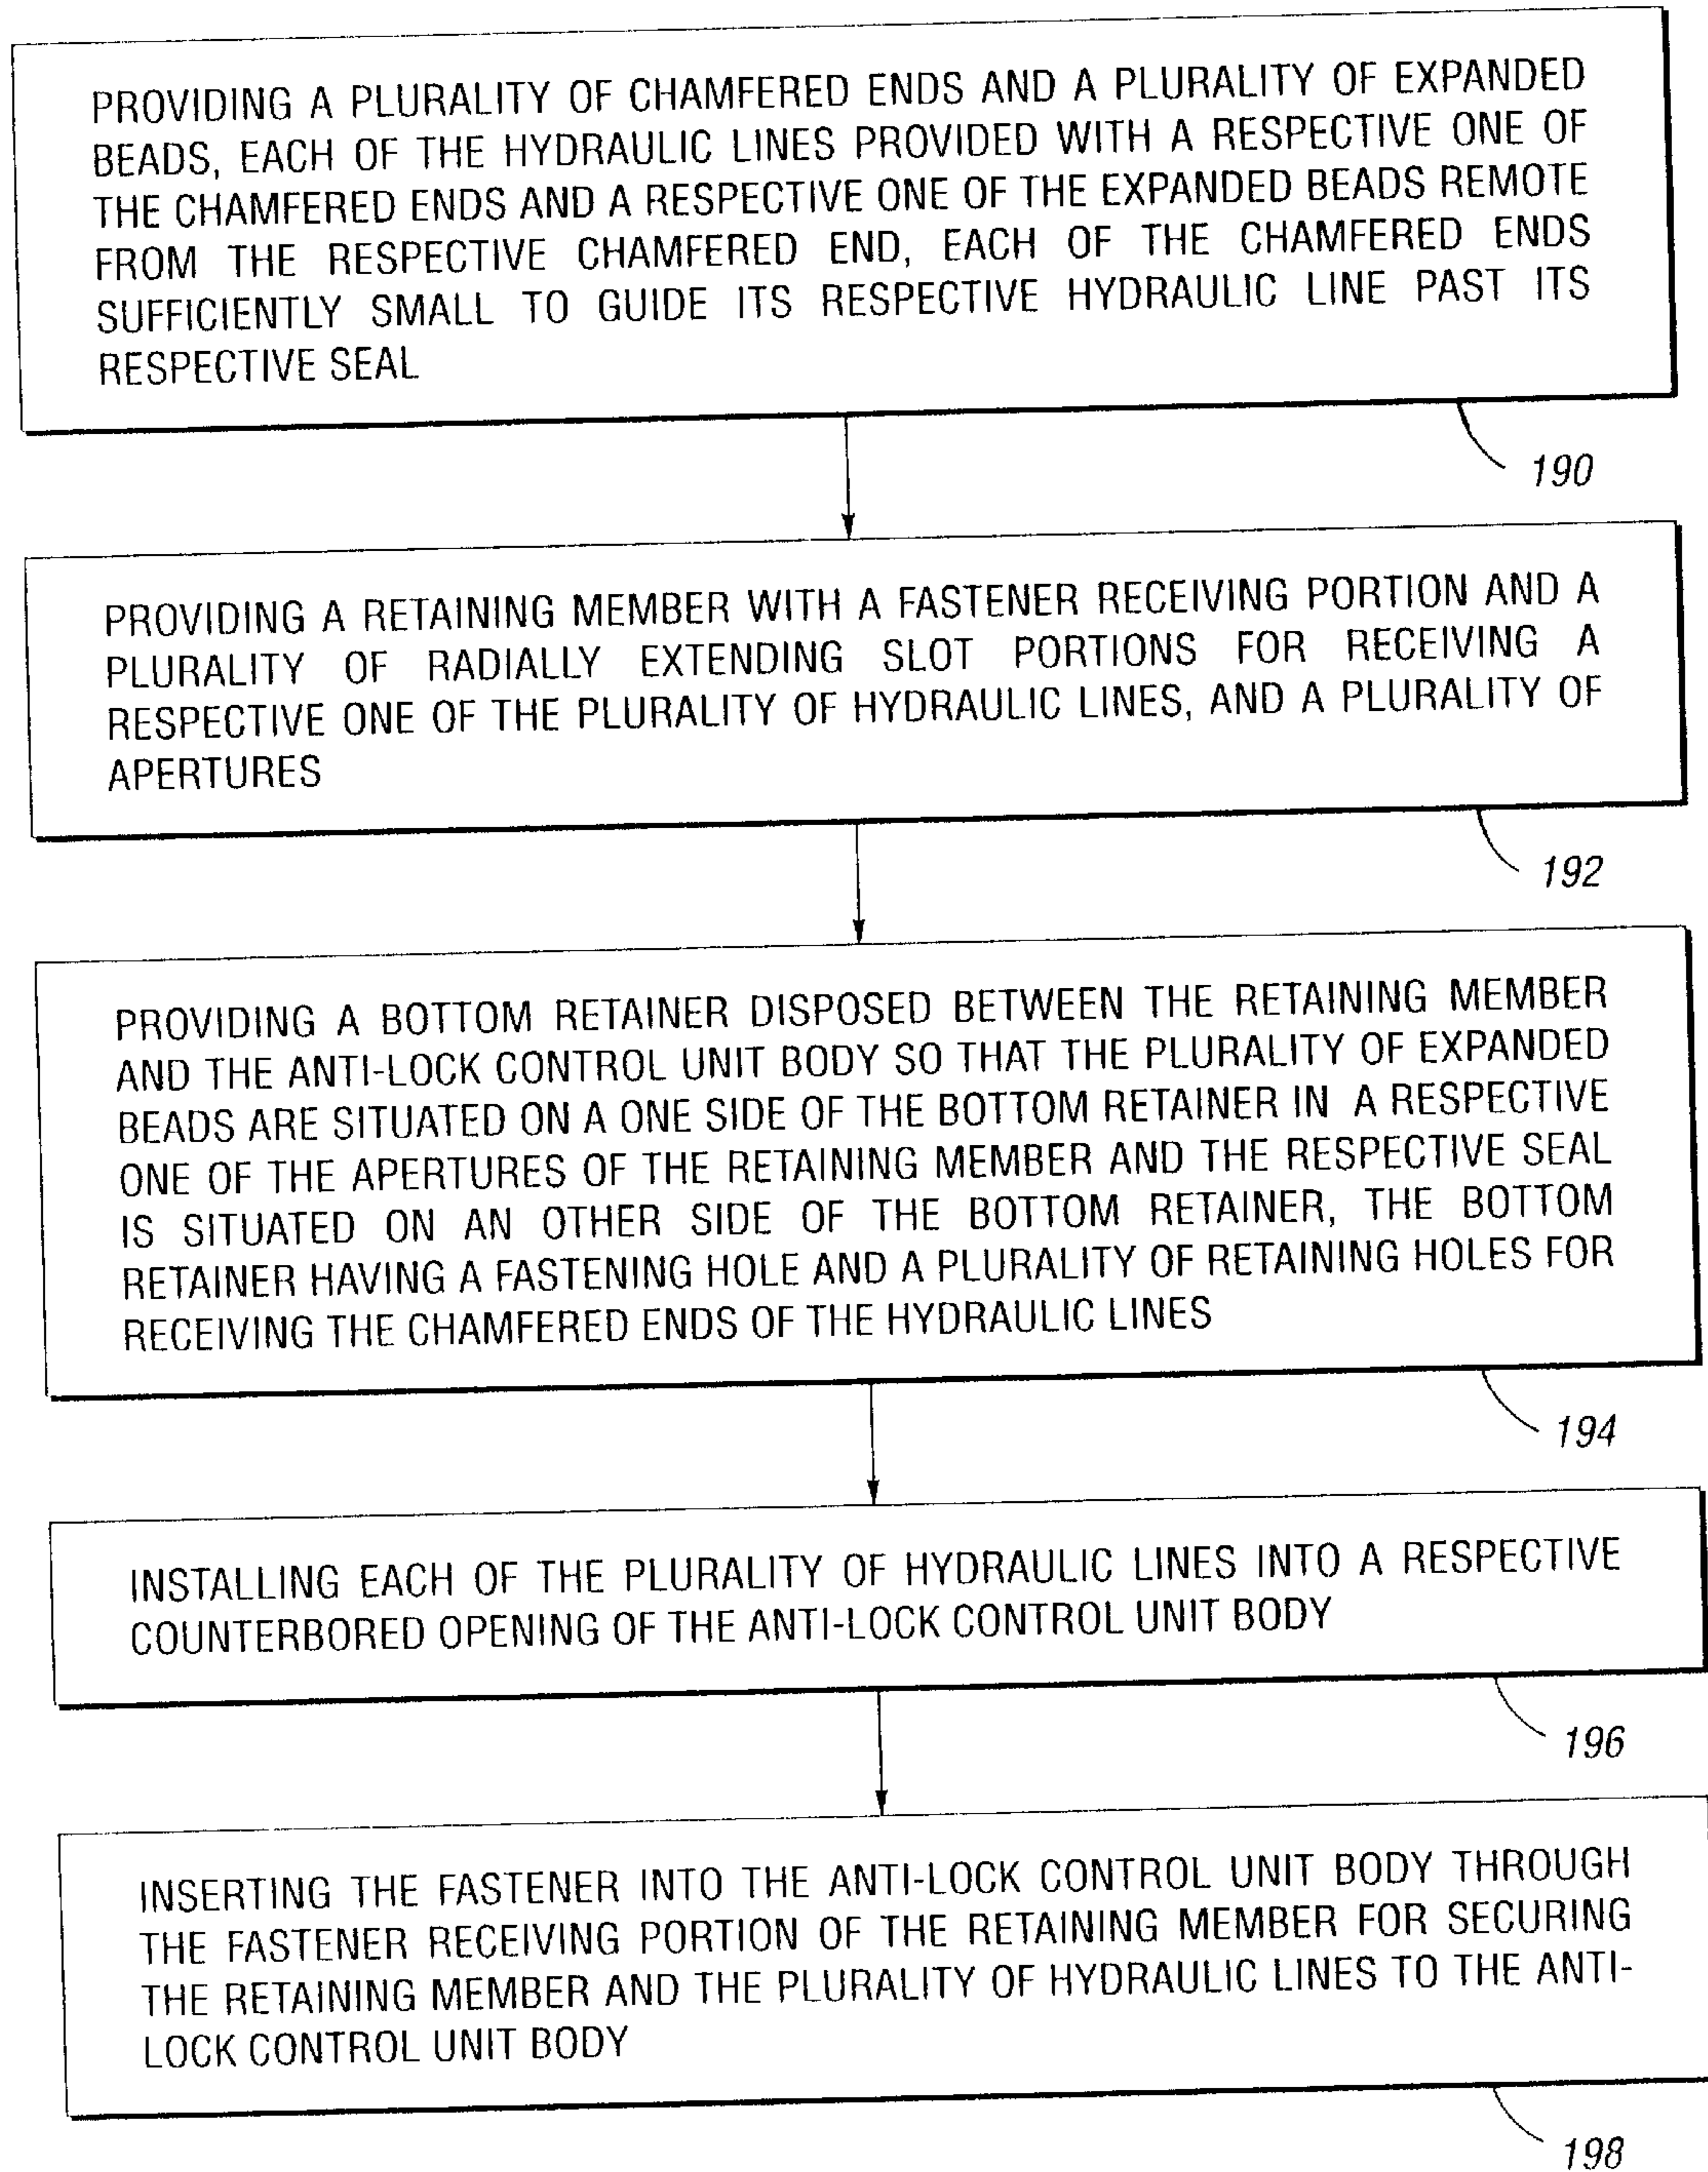 PROVIDING A PLURALITY OF CHAMFERED ENDS AND A PLURALITY OF EXPANDED
BEADS, EACH OF THE HYDRAULIC LINES PROVIDED WITH A RESPECTIVE ONE OF
THE CHAMFERED ENDS AND A RESPECTIVE ONE OF THE EXPANDED BEADS REMOTE
FROM THE RESPECTIVE CHAMFERED END, EACH OF THE CHAMFERED ENDS
SUFFICIENTLY SMALL TO GUIDE ITS RESPECTIVE HYDRAULIC LINE PAST ITS
RESPECTIVE SEAL
190
PROVIDING A RETAINING MEMBER WITH A FASTENER RECEIVING PORTION AND A
PLURALITY OF RADIALLY EXTENDING SLOT PORTIONS FOR RECEIVING A
RESPECTIVE ONE OF THE PLURALITY OF HYDRAULIC LINES, AND A PLURALITY OF
APERTURES
192
PROVIDING A BOTTOM RETAINER DISPOSED BETWEEN THE RETAINING MEMBER
AND THE ANTI-LOCK CONTROL UNIT BODY SO THAT THE PLURALITY OF EXPANDED
BEADS ARE SITUATED ON A ONE SIDE OF THE BOTTOM RETAINER IN A RESPECTIVE
ONE OF THE APERTURES OF THE RETAINING MEMBER AND THE RESPECTIVE SEAL
IS SITUATED ON AN OTHER SIDE OF THE BOTTOM RETAINER, THE BOTTOM
RETAINER HAVING A FASTENING HOLE AND A PLURALITY OF RETAINING HOLES FOR
RECEIVING THE CHAMFERED ENDS OF THE HYDRAULIC LINES
194
INSTALLING EACH OF THE PLURALITY OF HYDRAULIC LINES INTO A RESPECTIVE
COUNTERBORED OPENING OF THE ANTI-LOCK CONTROL UNIT BODY
196
INSERTING THE FASTENER INTO THE ANTI-LOCK CONTROL UNIT BODY THROUGH
THE FASTENER RECEIVING PORTION OF THE RETAINING MEMBER FOR SECURING
THE RETAINING MEMBER AND THE PLURALITY OF HYDRAULIC LINES TO THE ANTI-
LOCK CONTROL UNIT BODY
198